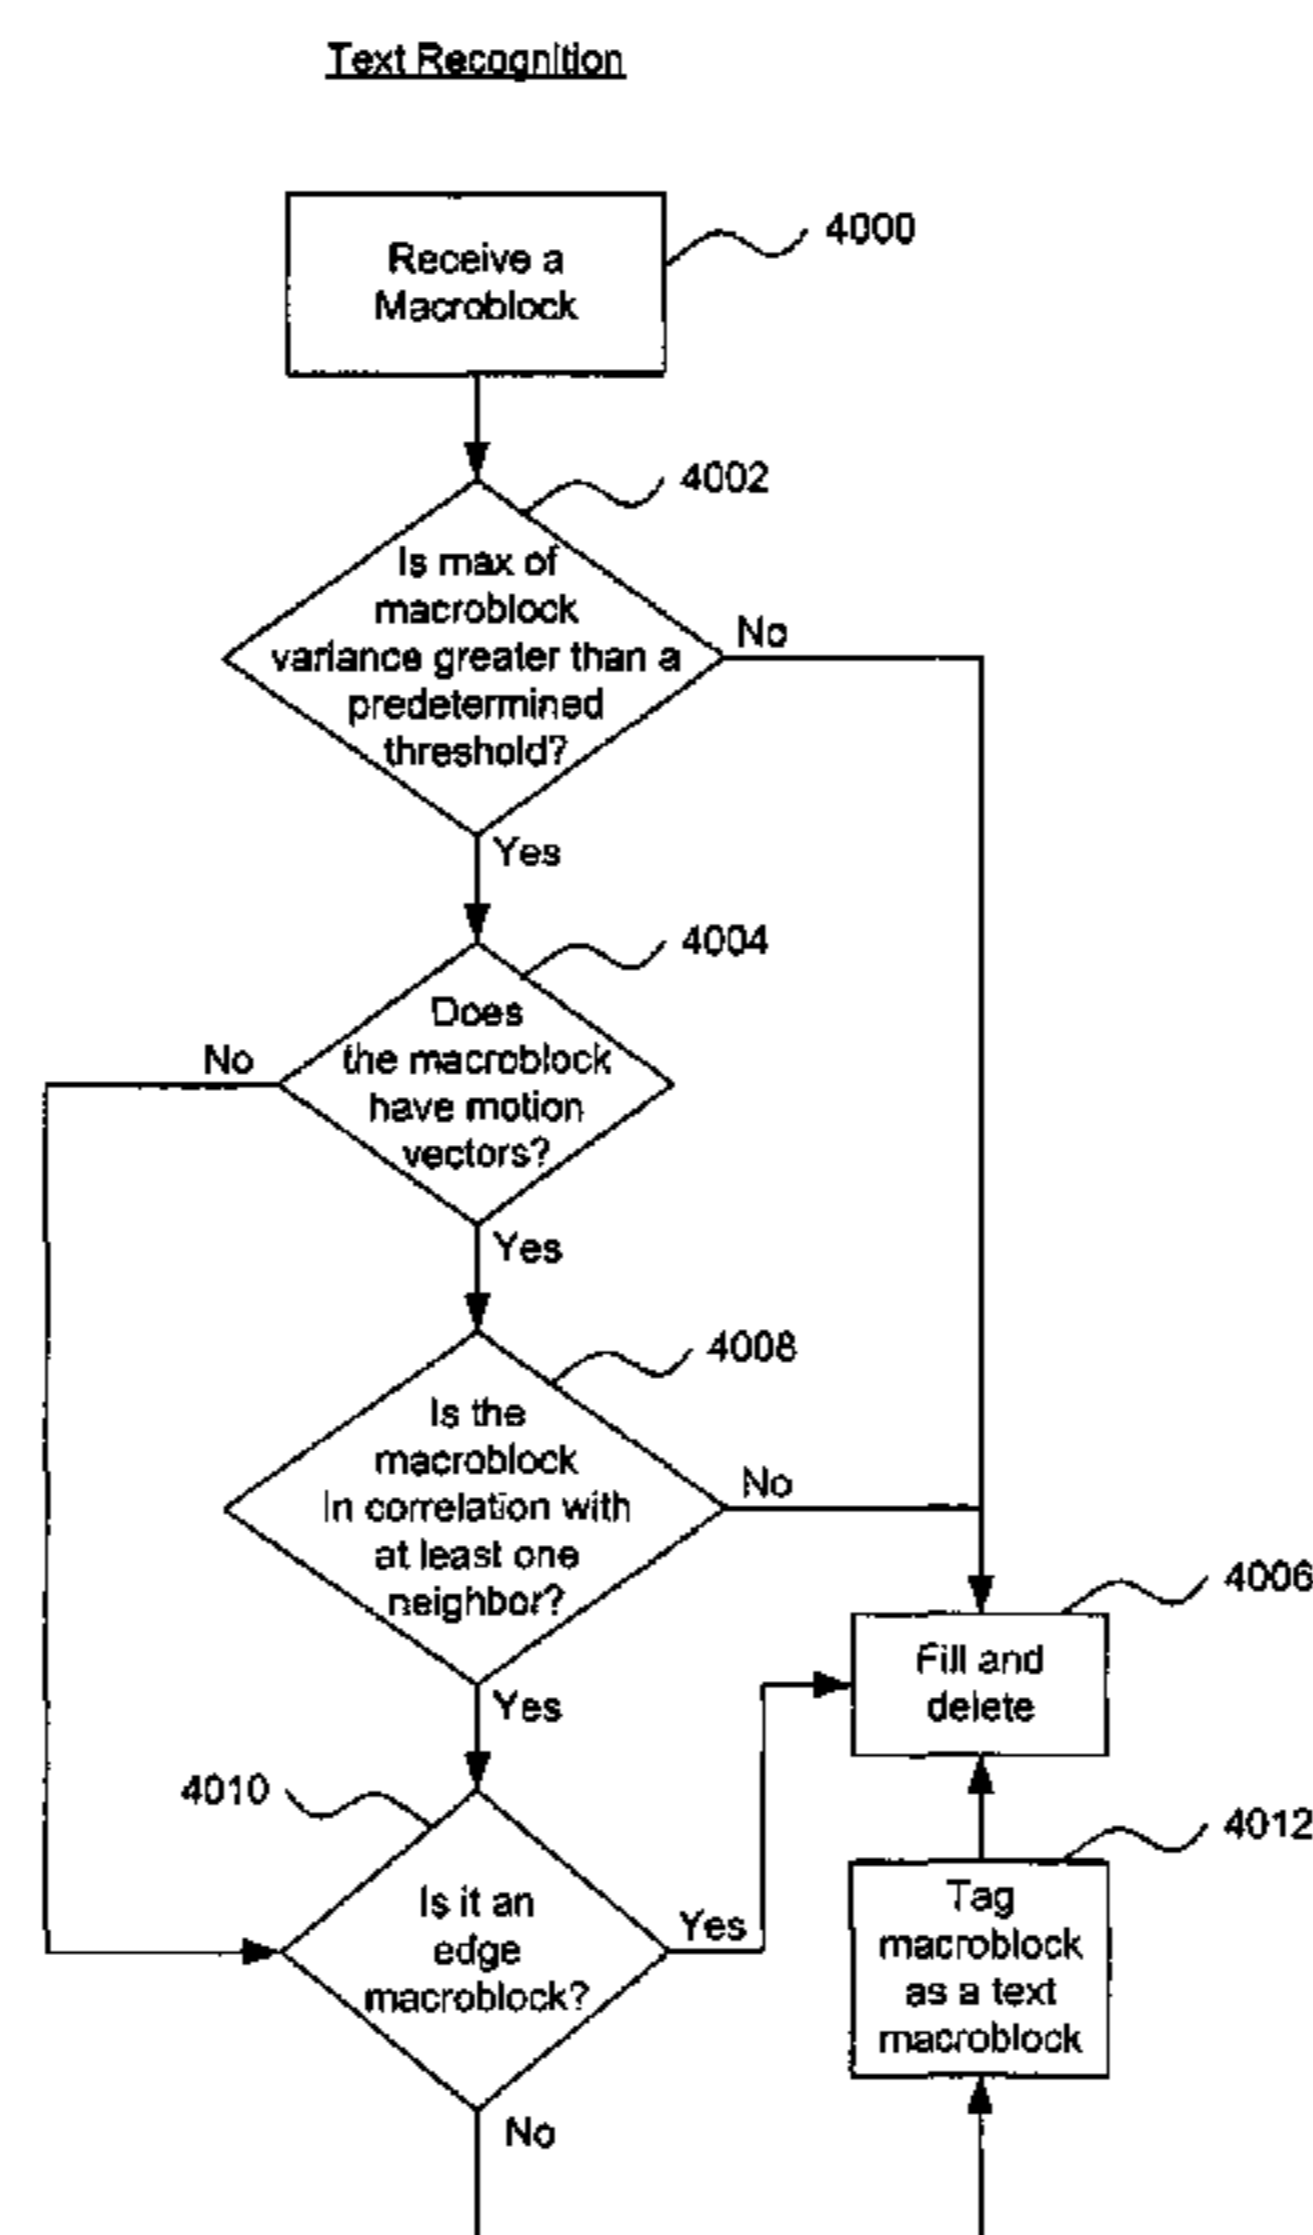 Text Recognition
Receive a
Macroblock
4000
4002
Is max of
macroblock
variance greater than a
predetermined
threshold?
No
Yes
4004
Does
the macroblock
have motion
vectors?
No
Yes
4008
Is the
macroblock
In correlation with
at least one
neighbor?
No
Yes
4006
Fill and
delete
4010
Is it an
edge
macroblock?
Yes
No
4012
Tag
macroblock
as a text
macroblock